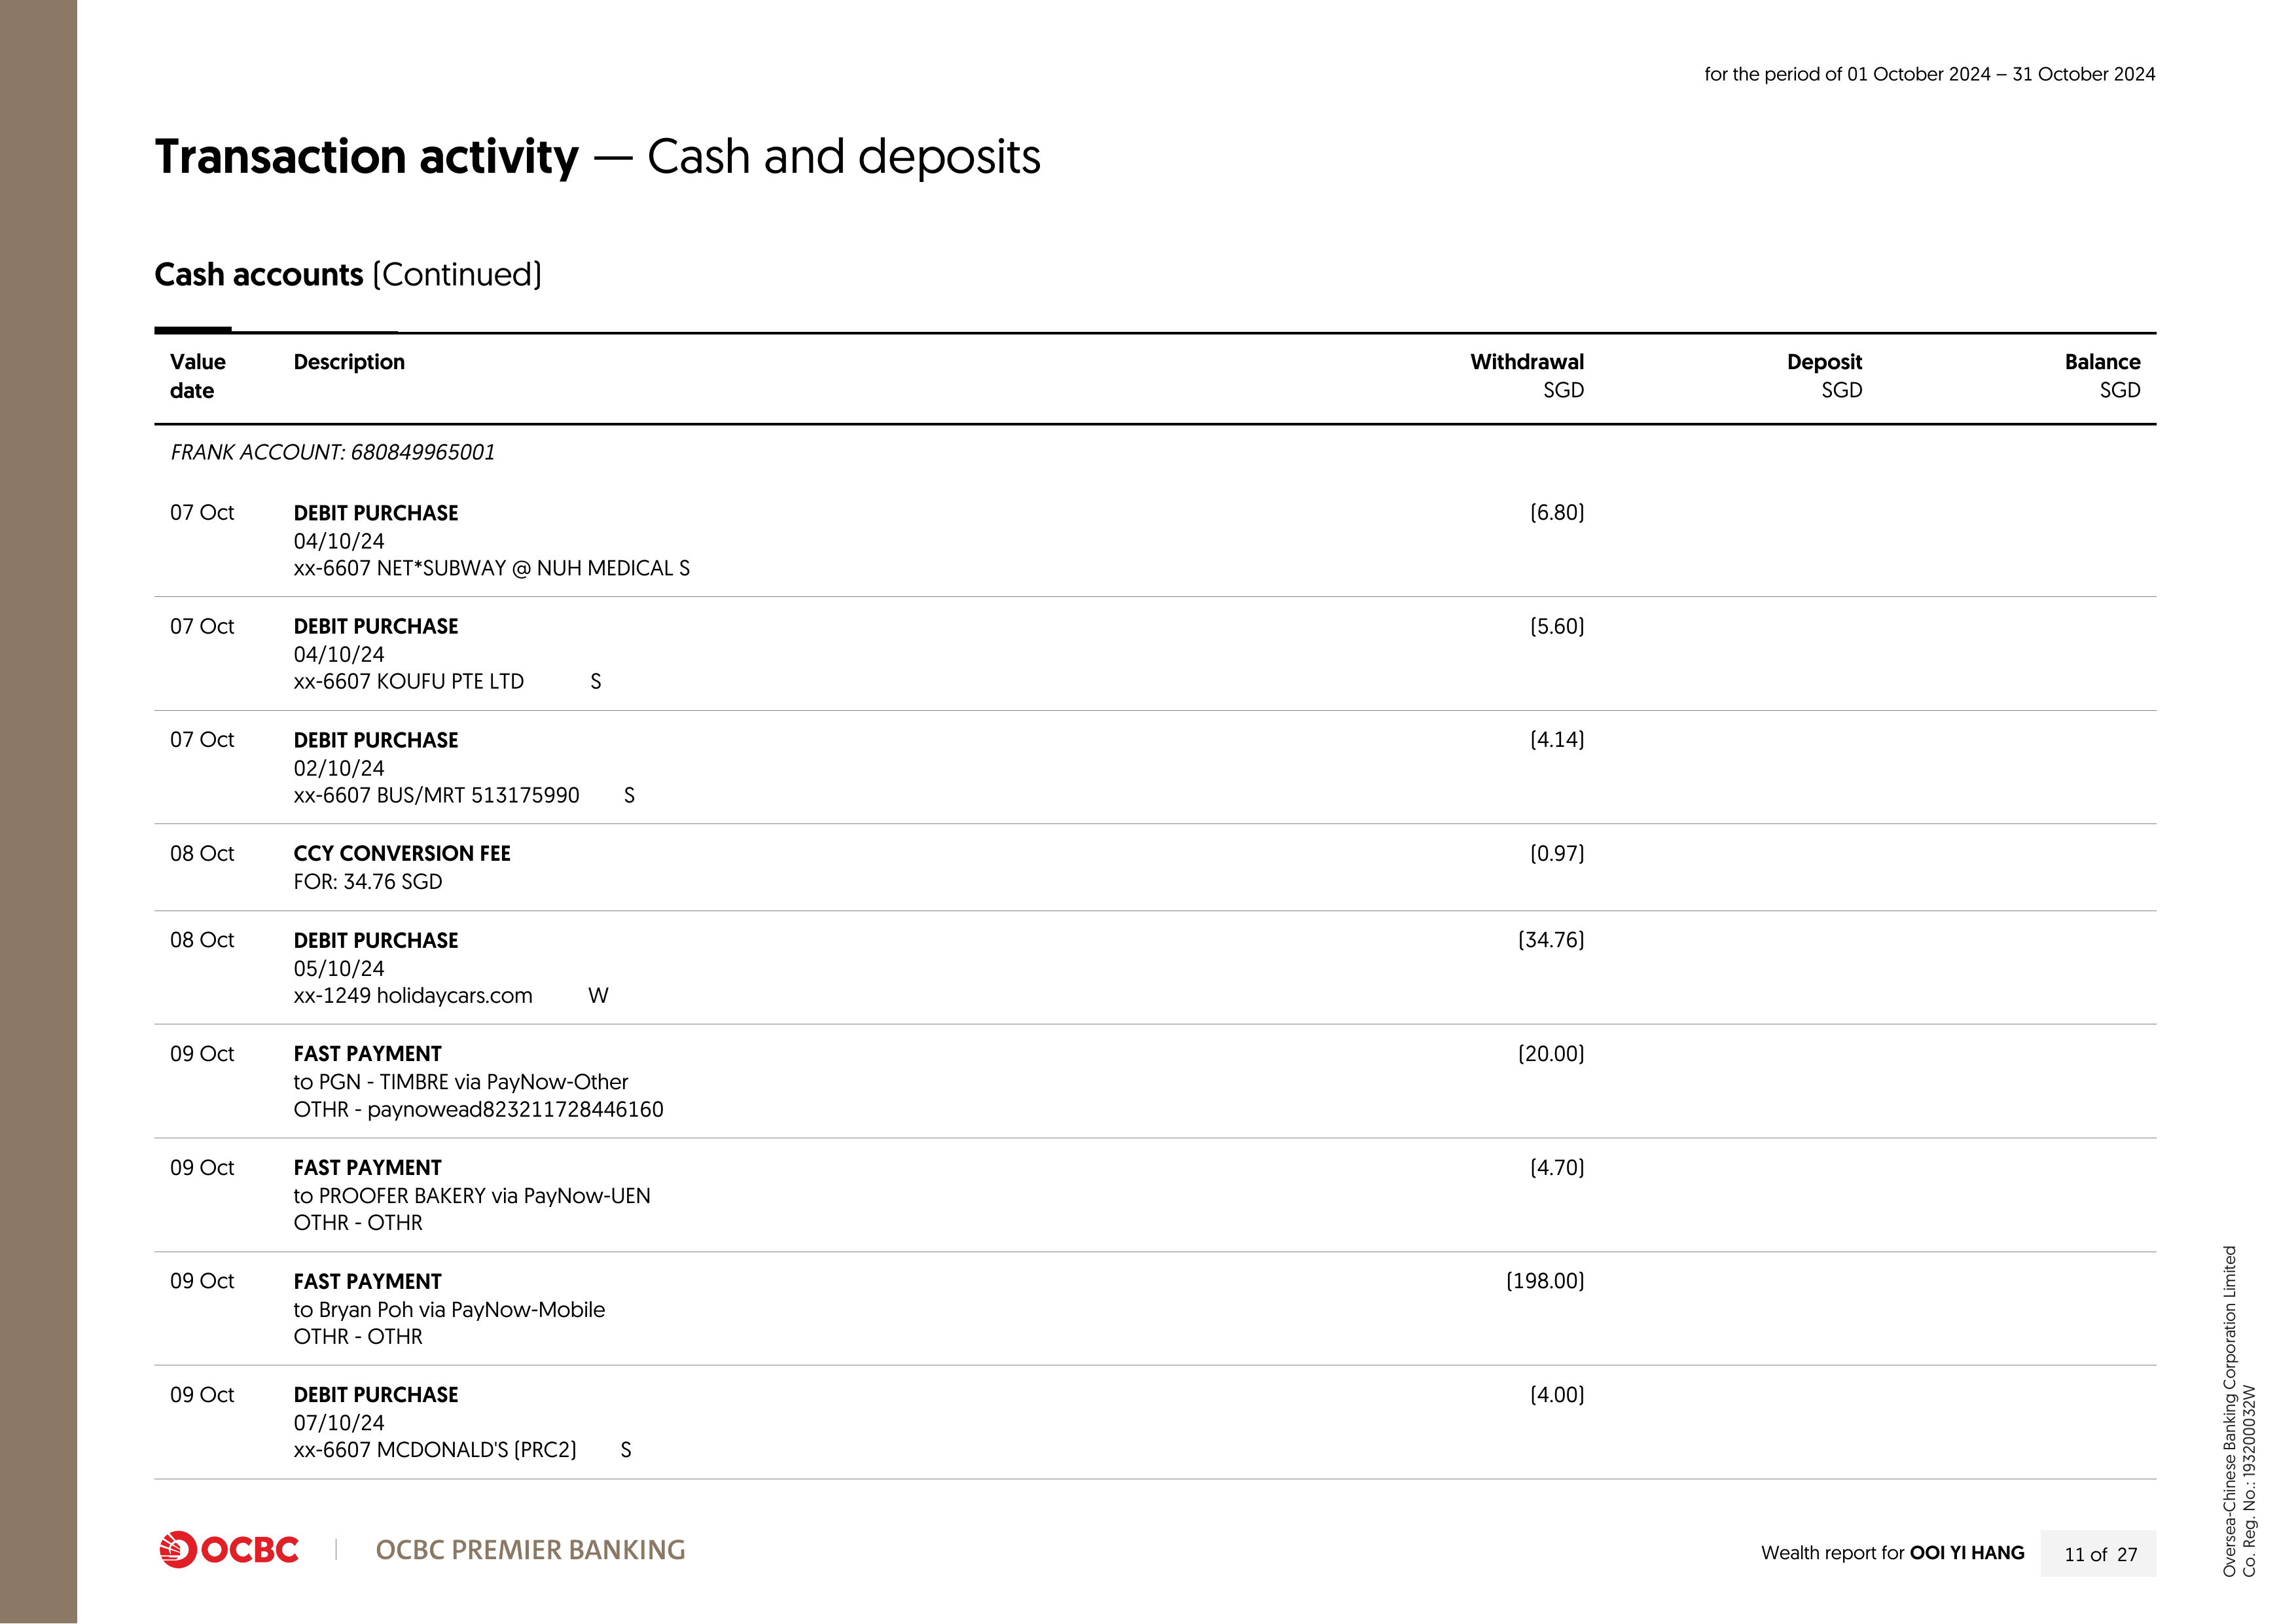 for the period of 01 October 2024 – 31 October 2024
Transaction activity — Cash and deposits
Cash accounts (Continued)
Value date Description Withdrawal SGD Deposit SGD Balance SGD
FRANK ACCOUNT: 680849965001
07 Oct DEBIT PURCHASE (6.80)
04/10/24
xx-6607 NET*SUBWAY @ NUH MEDICAL S
07 Oct DEBIT PURCHASE (5.60)
04/10/24
xx-6607 KOUFU PTE LTD S
07 Oct DEBIT PURCHASE (4.14)
02/10/24
xx-6607 BUS/MRT 513175990 S
08 Oct CCY CONVERSION FEE (0.97)
FOR: 34.76 SGD
08 Oct DEBIT PURCHASE (34.76)
05/10/24
xx-1249 holidaycars.com W
09 Oct FAST PAYMENT (20.00)
to PGN - TIMBRE via PayNow-Other
OTHR - paynowead823211728446160
09 Oct FAST PAYMENT (4.70)
to PROOFER BAKERY via PayNow-UEN
OTHR - OTHR
09 Oct FAST PAYMENT (198.00)
to Bryan Poh via PayNow-Mobile
OTHR - OTHR
09 Oct DEBIT PURCHASE (4.00)
07/10/24
xx-6607 MCDONALD'S (PRC2) S
OCBC | OCBC PREMIER BANKING
Wealth report for OOI YI HANG 11 of 27
Oversea-Chinese Banking Corporation Limited
Co. Reg. No.: 193200032W